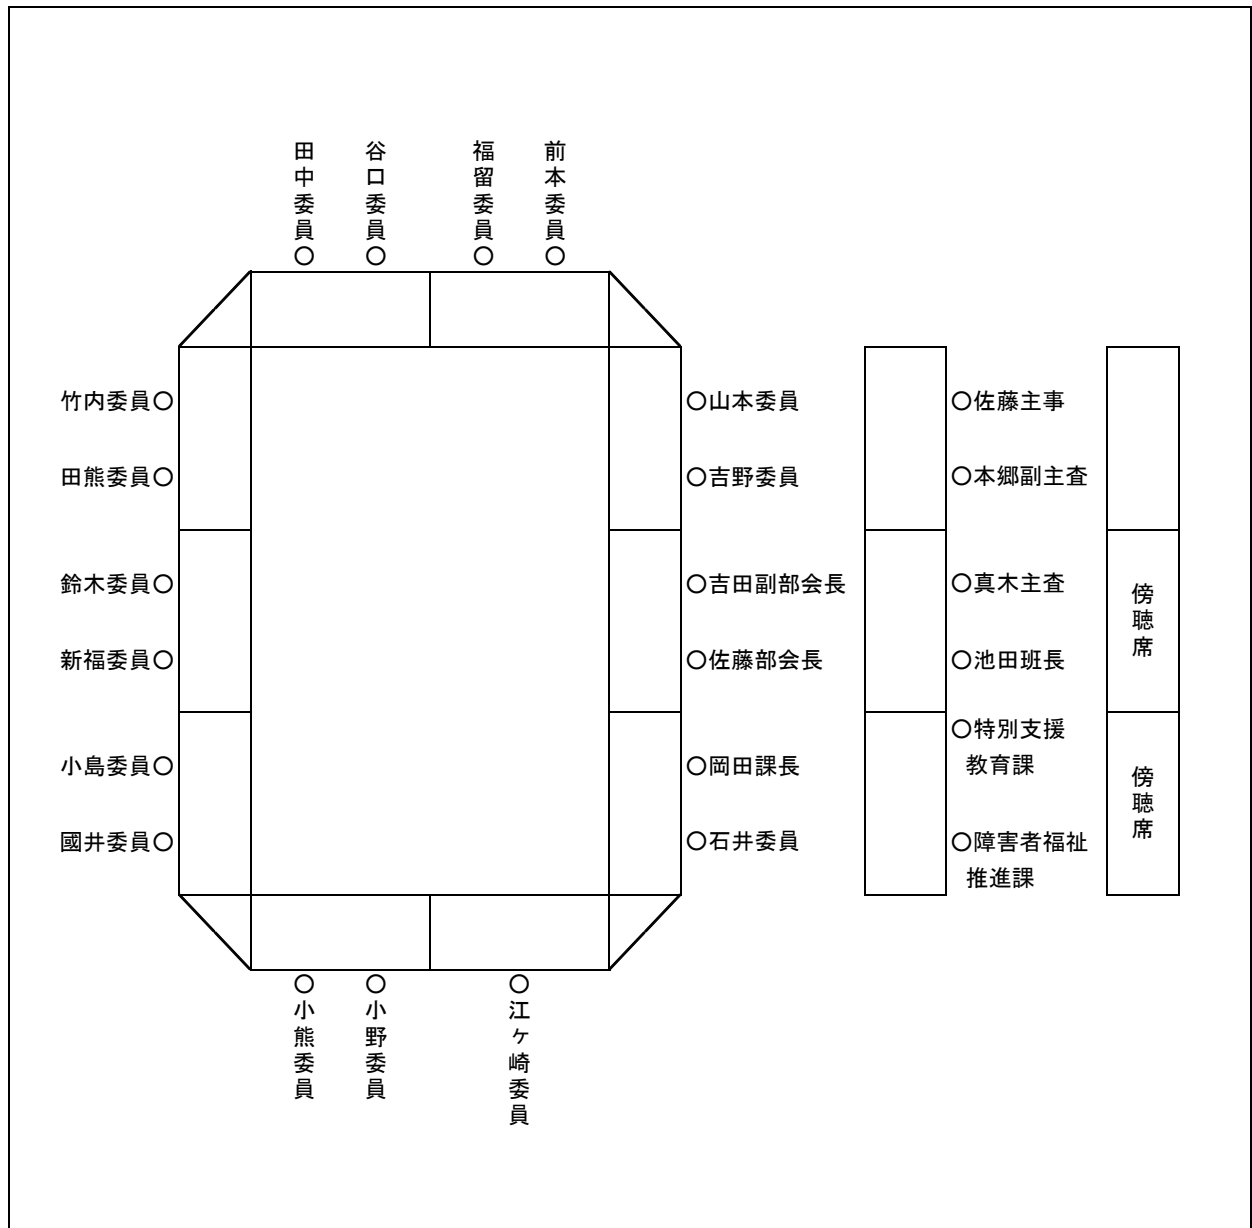 田中委員○
谷口委員○
福留委員○
前本委員○
竹内委員○
田熊委員○
鈴木委員○
新福委員○
小島委員○
國井委員○
○山本委員
○吉野委員
○吉田副部会長
○佐藤部会長
○岡田課長
○石井委員
○小熊委員
○小野委員
○江ヶ崎委員
○佐藤主事
○本郷副主査
○真木主査
○池田班長
○特別支援
教育課
○障害者福祉
推進課
傍聴席
傍聴席